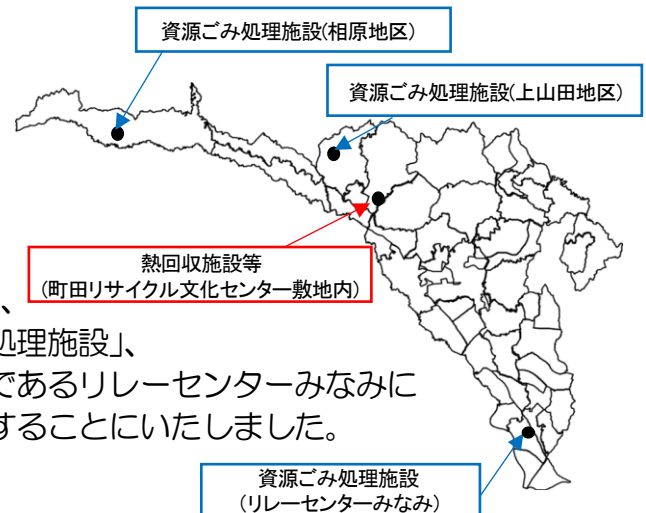 資源ごみ処理施設(相原地区)
資源ごみ処理施設(上山田地区)
熱回収施設等
(町田リサイクル文化センター敷地内)
、
処理施設」、
であるリレーセンターみなみに
することにいたしました。
資源ごみ処理施設
(リレーセンターみなみ)